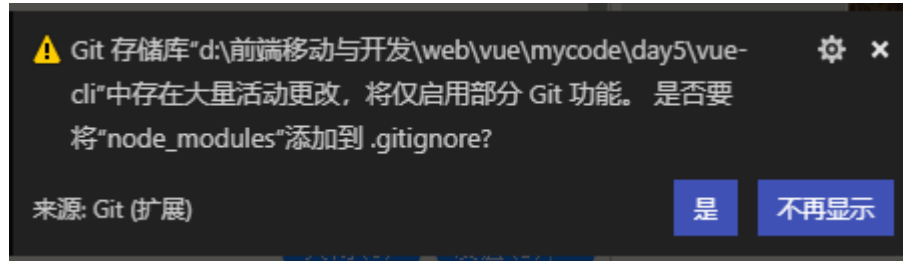 Git 存储库“d:\前端移动与开发\web\vue\mycode\day5\vue-
cli”中存在大量活动更改，将仅启用部分 Git 功能。 是否要
将“node_modules”添加到 .gitignore?
来源: Git (扩展)
是
不再显示